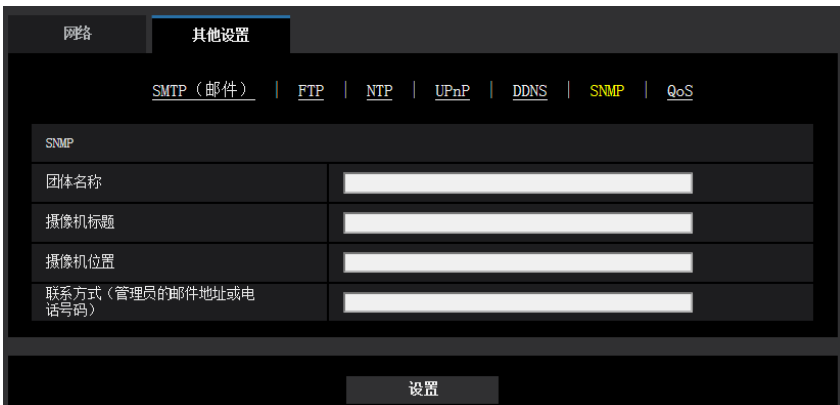 网络 其他设置
SMTP（邮件） | FTP | NTP | UPnP | DDNS | SNMP | QoS
SNMP
团体名称
摄像机标题
摄像机位置
联系方式（管理员的邮件地址或电
话号码）
设置